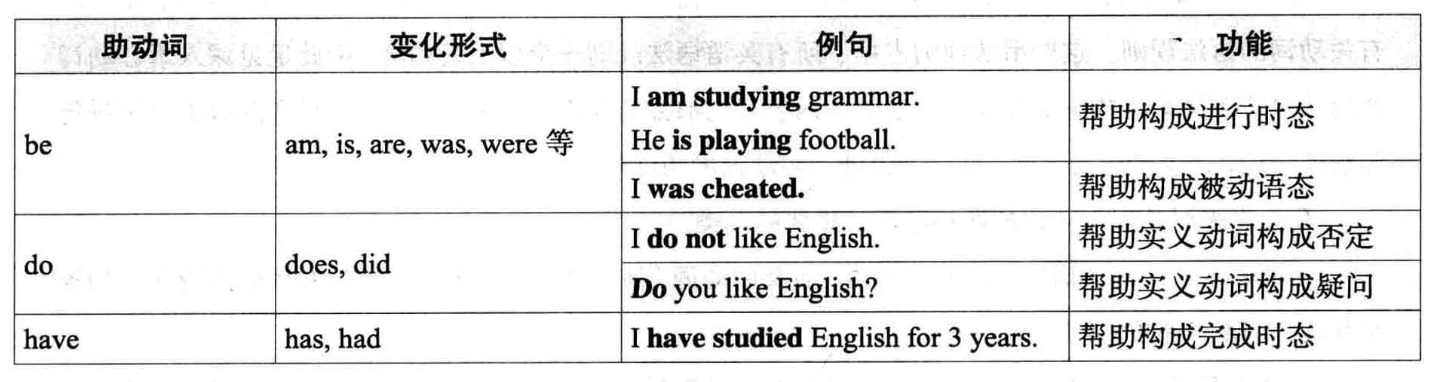 助动词 变化形式 例句 功能
be am, is, are, was, were 等 I am studying grammar. 帮助构成进行时态
He is playing football.
I was cheated. 帮助构成被动语态
do does, did I do not like English. 帮助实义动词构成否定
Do you like English? 帮助实义动词构成疑问
have has, had I have studied English for 3 years. 帮助构成完成时态